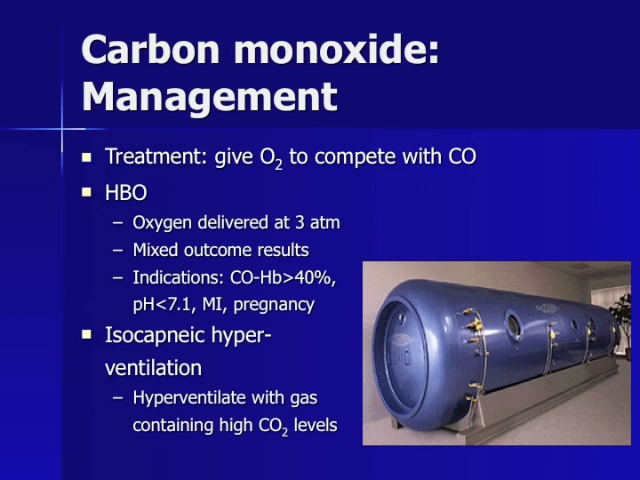 Carbon monoxide:
Management
■ Treatment: give O₂ to compete with CO
■ HBO
– Oxygen delivered at 3 atm
– Mixed outcome results
– Indications: CO-Hb>40%,
pH<7.1, MI, pregnancy
■ Isocapneic hyper-
ventilation
– Hyperventilate with gas
containing high CO₂ levels